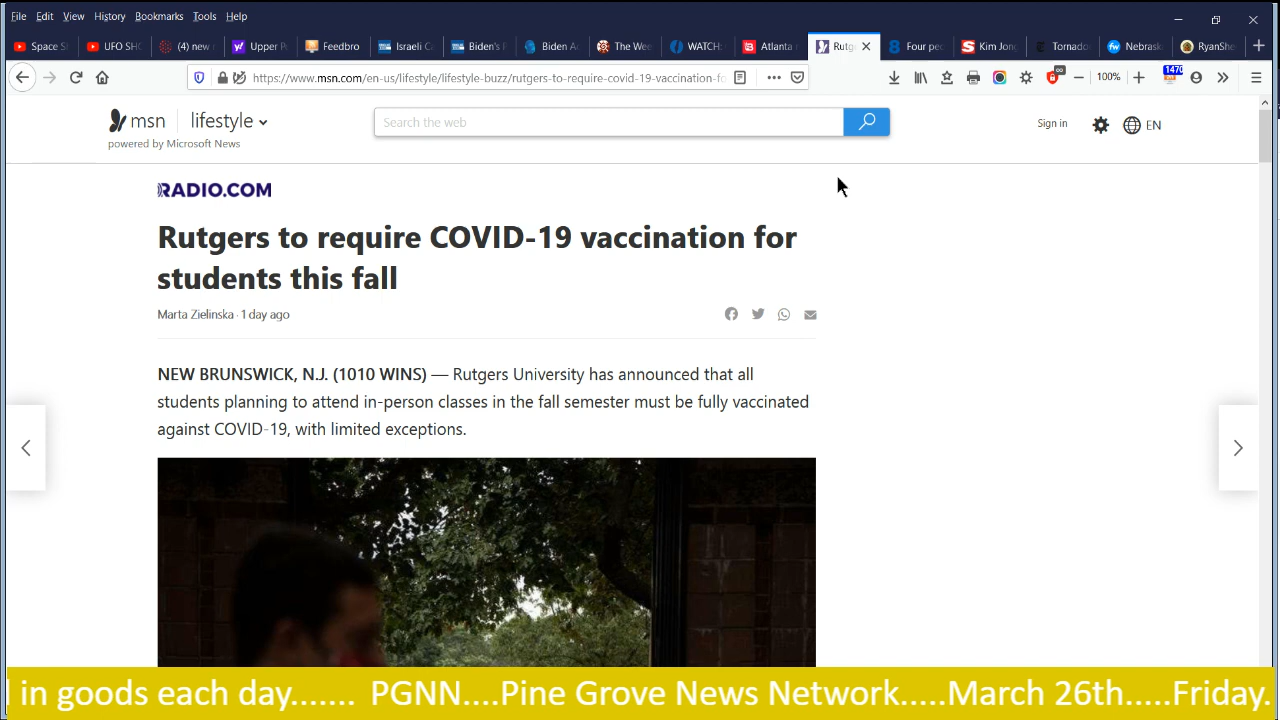 File Edit View History Bookmarks Tools Help
Space S UFO SHO (4) new Upper P Feedbro Israeli C Biden's Biden A The Wee WATCH: Atlanta Rutg Four pe Kim Jon Tornado Nebrask RyanShe
https://www.msn.com/en-us/lifestyle/lifestyle-buzz/rutgers-to-require-covid-19-vaccination-fo 100% 1470
msn lifestyle
Search the web
Sign in EN
powered by Microsoft News
RADIO.COM
Rutgers to require COVID-19 vaccination for
students this fall
Marta Zielinska · 1 day ago
NEW BRUNSWICK, N.J. (1010 WINS) — Rutgers University has announced that all
students planning to attend in-person classes in the fall semester must be fully vaccinated
against COVID-19, with limited exceptions.
in goods each day....... PGNN....Pine Grove News Network.....March 26th.....Friday.